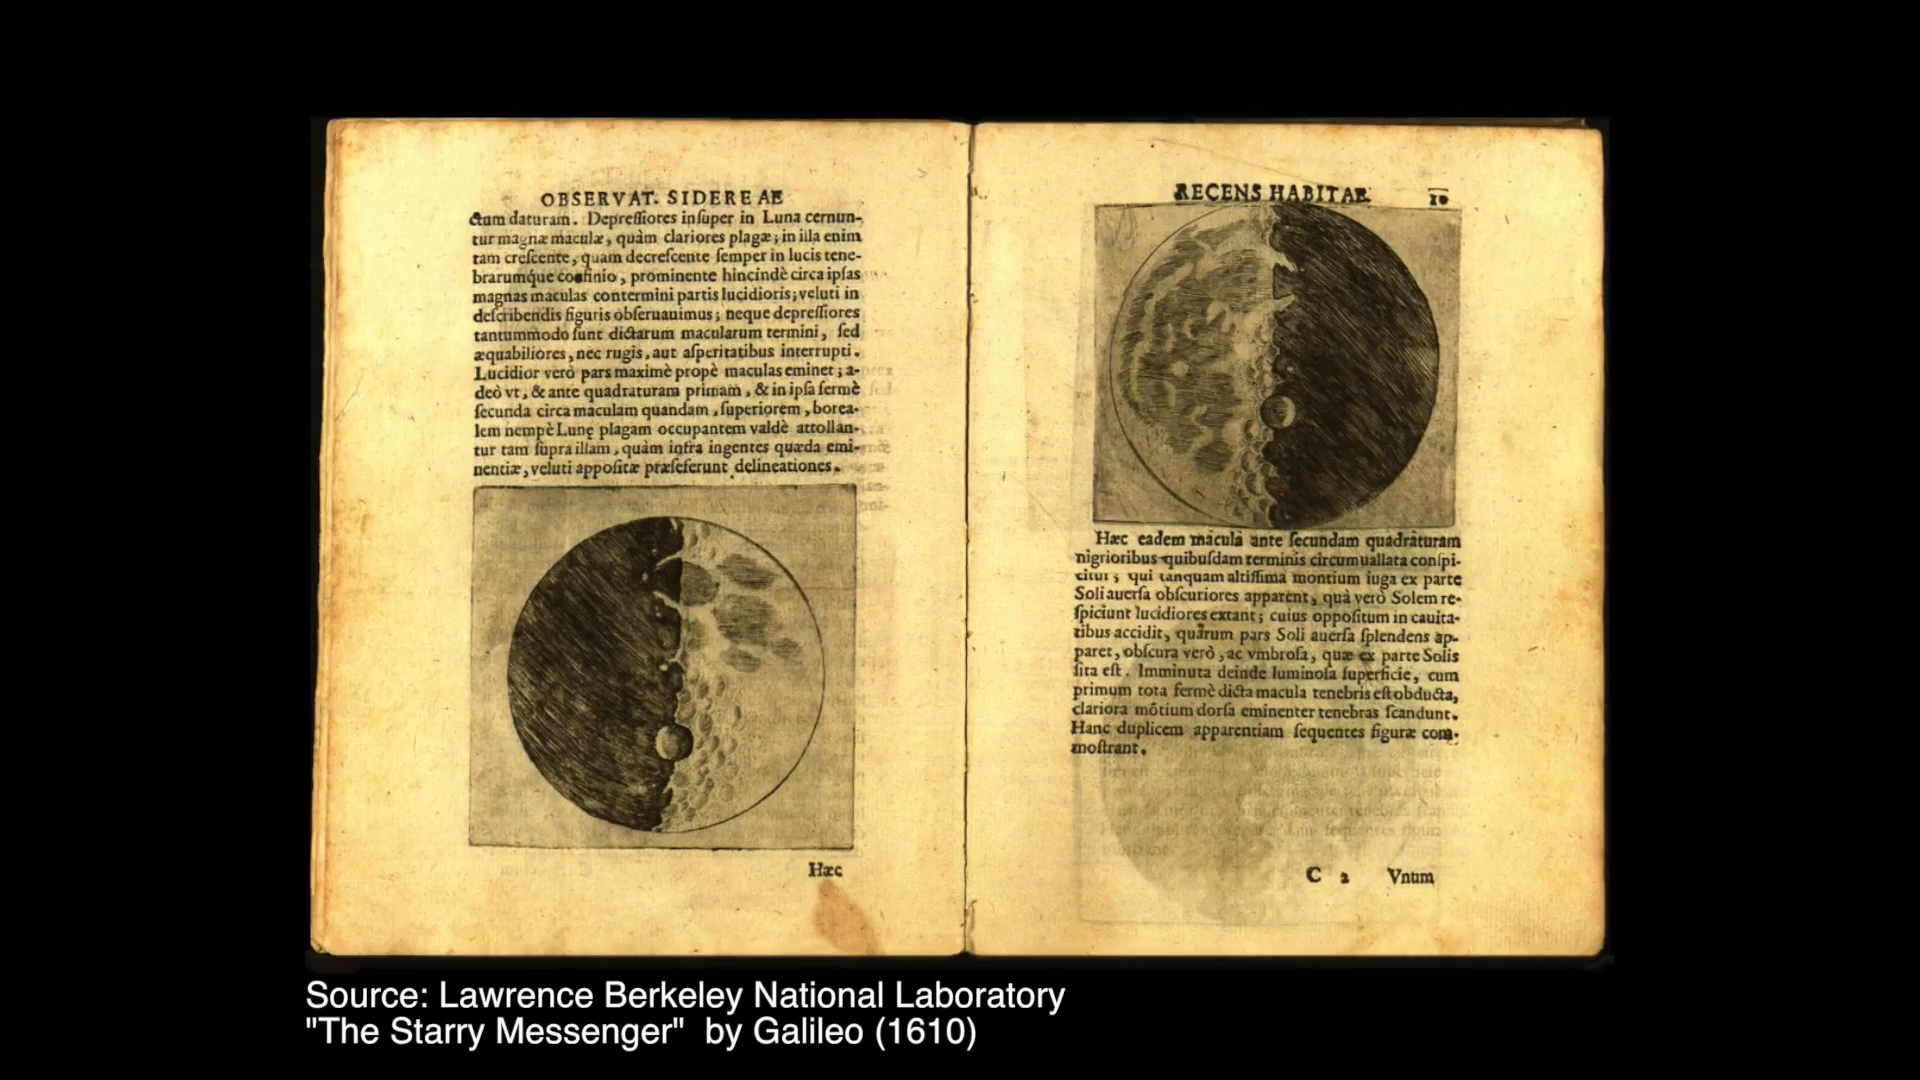 OBSERVAT. SIDEREAE
ctum daturam. Depreſſiores inſuper in Luna cernun-
tur magnæ maculæ, quàm clariores plagæ; in illa enim
tam creſcente, quam decreſcente ſemper in lucis tene-
brarumque confinio, prominente hincindè circa ipſas
magnas maculas contermini partis lucidioris; veluti in
deſcribendis figuris obſeruauimus; neque depreſſiores
tantummodo ſunt dictarum macularum termini, ſed
æquabiliores, nec rugis, aut aſperitatibus interrupti.
Lucidior verò pars maximè propè maculas eminet; a-
deò vt, & ante quadraturam primam, & in ipſa fermè
ſecunda circa maculam quandam, ſuperiorem, borea-
lem nempè Lunę plagam occupantem valdè attollan-
tur tam ſupra illam, quàm infra ingentes quæda emi-
nentiæ, veluti appoſitæ præſeferunt delineationes.
Hæc
RECENS HABITAE. 10
Hæc eadem macula ante ſecundam quadraturam
nigrioribus quibuſdam terminis circumuallata conſpi-
citur; qui tanquam altiſſima montium iuga ex parte
Soli auerſa obſcuriores apparent, quà verò Solem re-
ſpiciunt lucidiores extant; cuius oppoſitum in cauita-
tibus accidit, quarum pars Soli auerſa ſplendens ap-
paret, obſcura verò, ac vmbroſa, quæ ex parte Solis
ſita eſt. Imminuta deinde luminoſa ſuperficie, cum
primum tota fermè dicta macula tenebris eſt obducta,
clariora mõtium dorſa eminenter tenebras ſcandunt.
Hanc duplicem apparentiam ſequentes figuræ com-
moſtrant.
C 2 Vnum
Source: Lawrence Berkeley National Laboratory
"The Starry Messenger" by Galileo (1610)